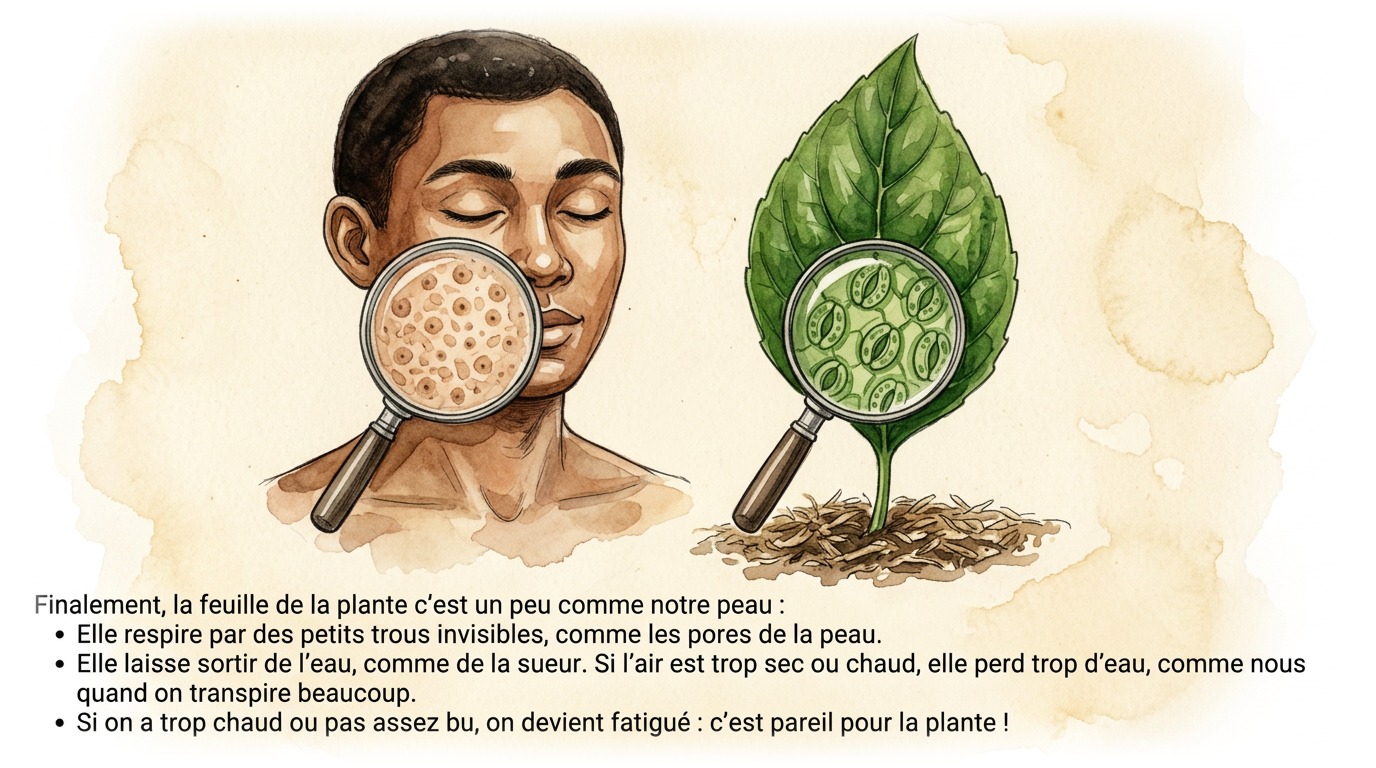 Finalement, la feuille de la plante c’est un peu comme notre peau :
• Elle respire par des petits trous invisibles, comme les pores de la peau.
• Elle laisse sortir de l’eau, comme de la sueur. Si l’air est trop sec ou chaud, elle perd trop d’eau, comme nous
quand on transpire beaucoup.
• Si on a trop chaud ou pas assez bu, on devient fatigué : c’est pareil pour la plante !